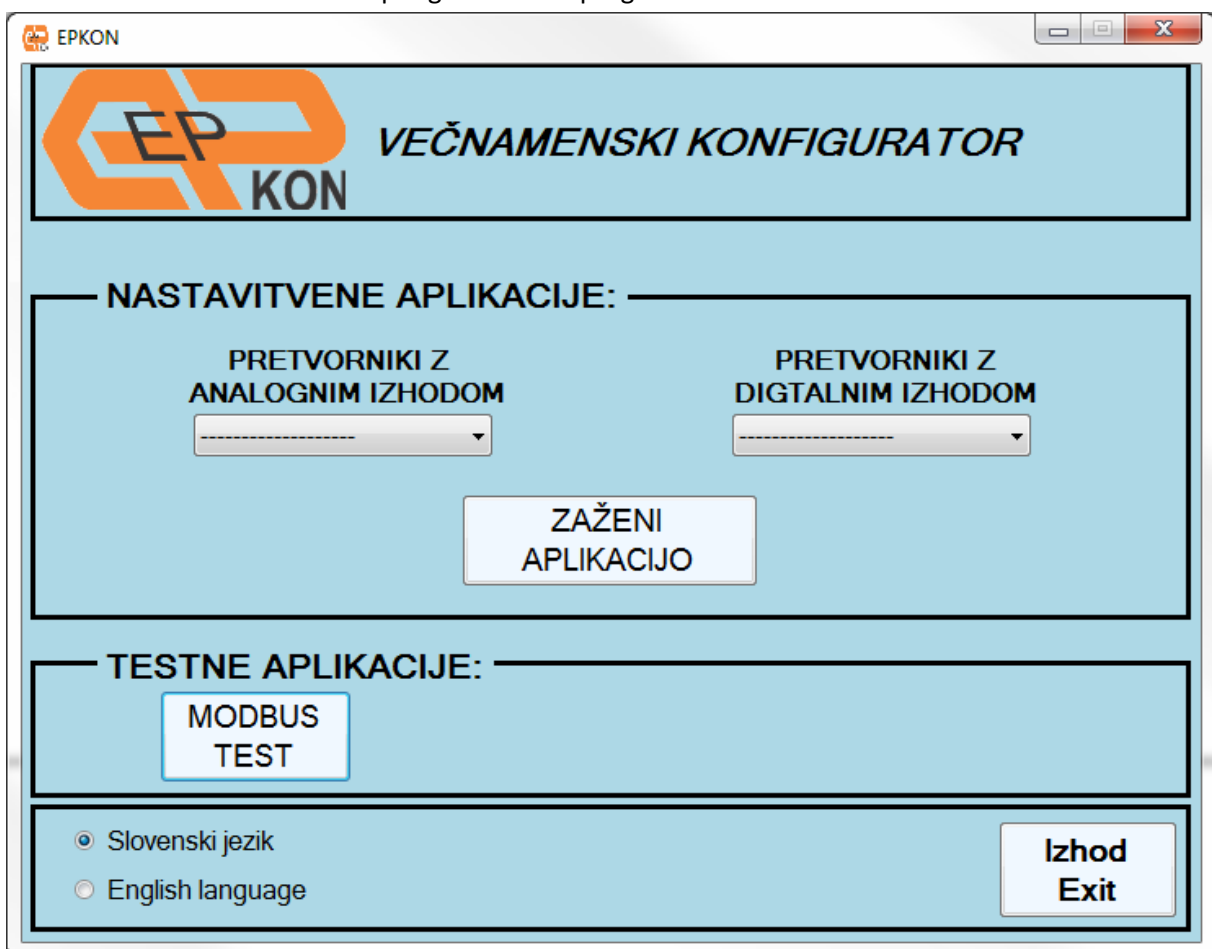 EPKON
EP
KON
VEČNAMENSKI KONFIGURATOR
NASTAVITVENE APLIKACIJE:
PRETVORNIKI Z
ANALOGNIM IZHODOM
-------------------
PRETVORNIKI Z
DIGTALNIM IZHODOM
-------------------
ZAŽENI
APLIKACIJO
TESTNE APLIKACIJE:
MODBUS
TEST
Slovenski jezik
English language
Izhod
Exit